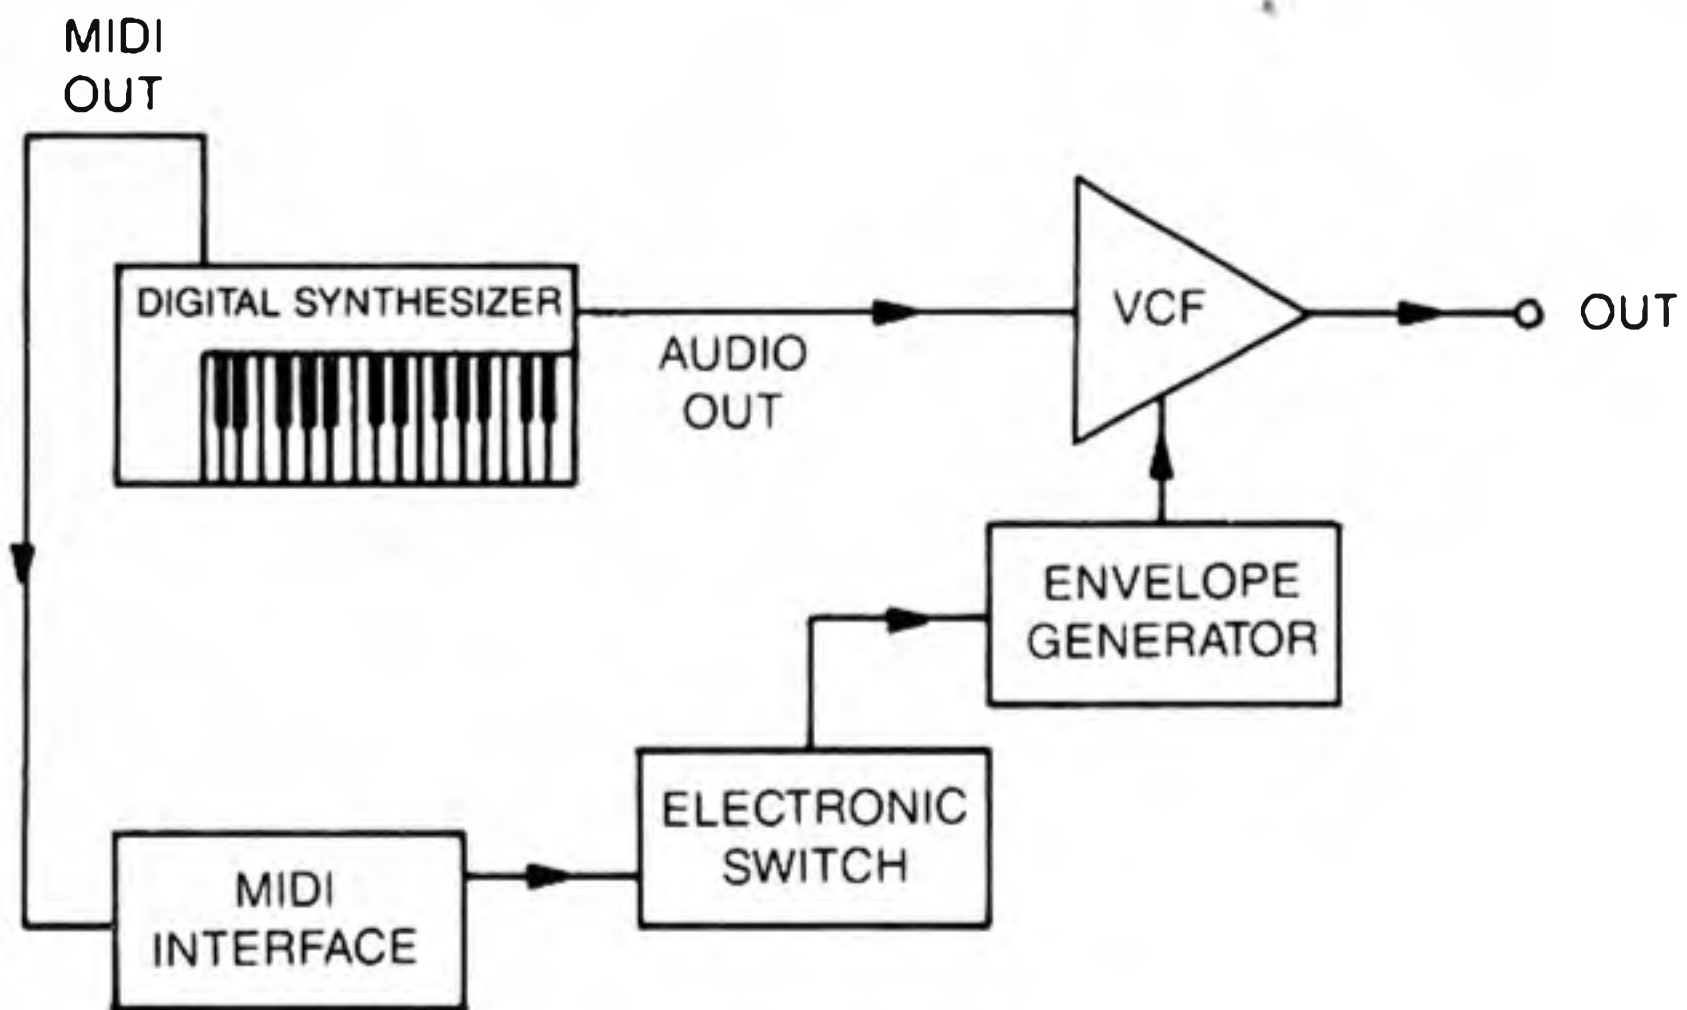 MIDI
OUT
DIGITAL SYNTHESIZER
AUDIO
OUT
VCF
OUT
ENVELOPE
GENERATOR
ELECTRONIC
SWITCH
MIDI
INTERFACE